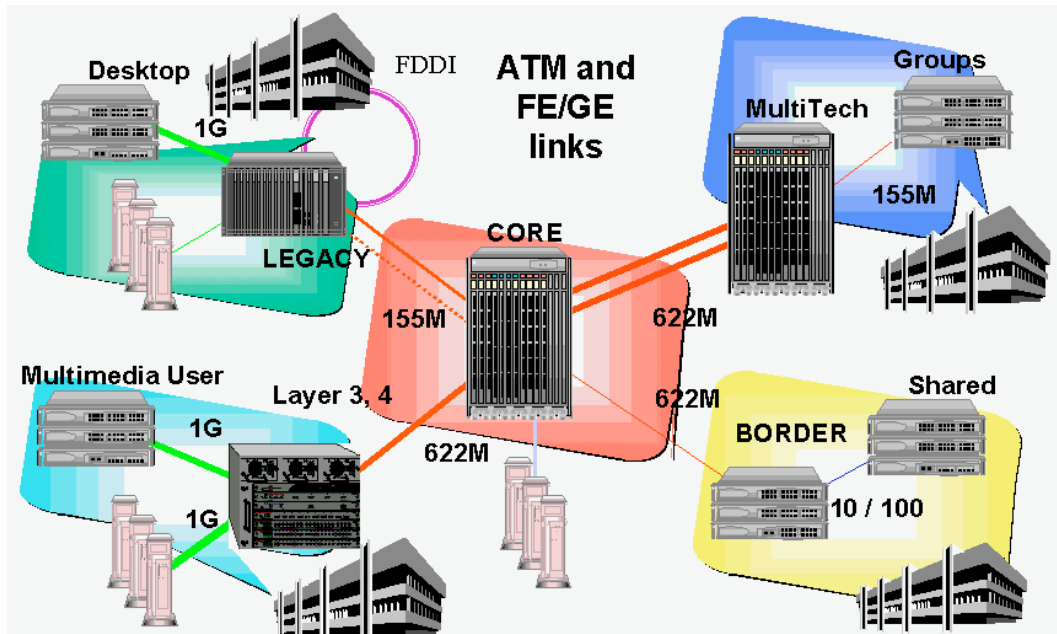 Desktop
FDDI
ATM and
FE/GE
links
Groups
MultiTech
1G
155M
LEGACY
CORE
155M
622M
Multimedia User
Layer 3, 4
622M
Shared
1G
BORDER
622M
10 / 100
1G